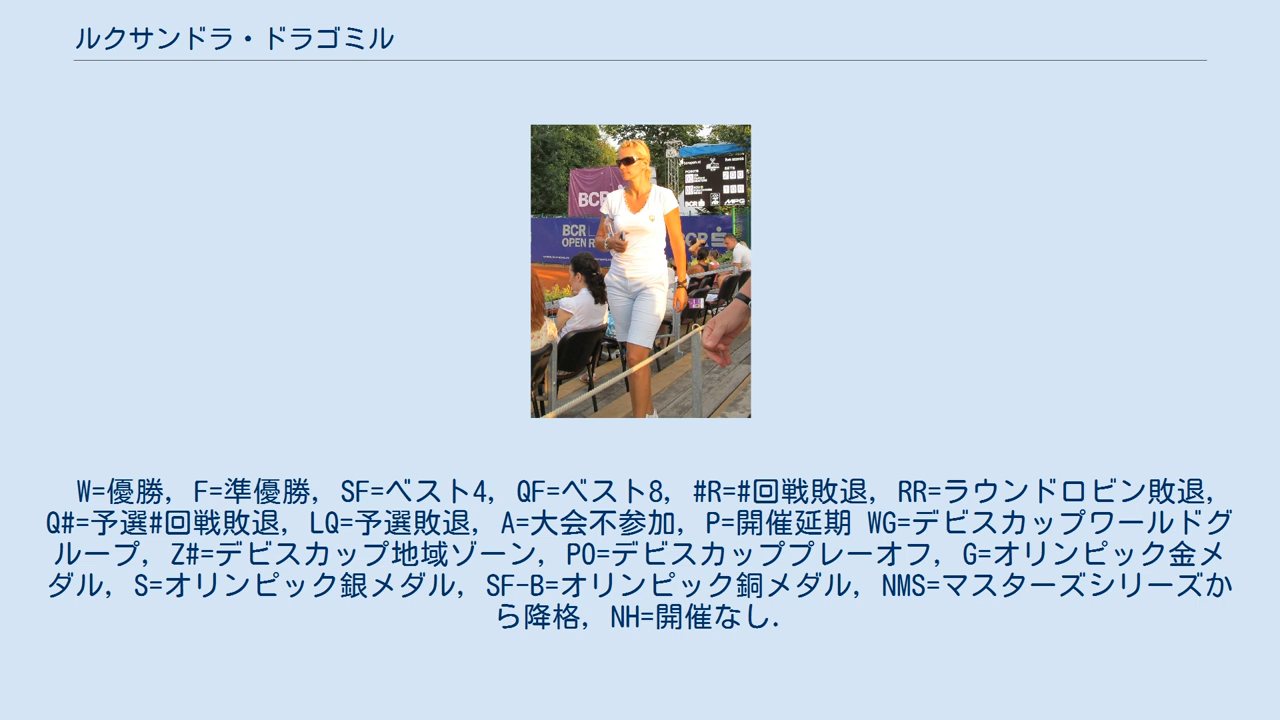 ルクサンドラ・ドラゴミル
BCR
BCR
OPEN R
BCR
BCR
MPG
W=優勝, F=準優勝, SF=ベスト4, QF=ベスト8, #R=#回戦敗退, RR=ラウンドロビン敗退,
Q#=予選#回戦敗退, LQ=予選敗退, A=大会不参加, P=開催延期 WG=デビスカップワールドグ
ループ, Z#=デビスカップ地域ゾーン, PO=デビスカッププレーオフ, G=オリンピック金メ
ダル, S=オリンピック銀メダル, SF-B=オリンピック銅メダル, NMS=マスターズシリーズか
ら降格, NH=開催なし.